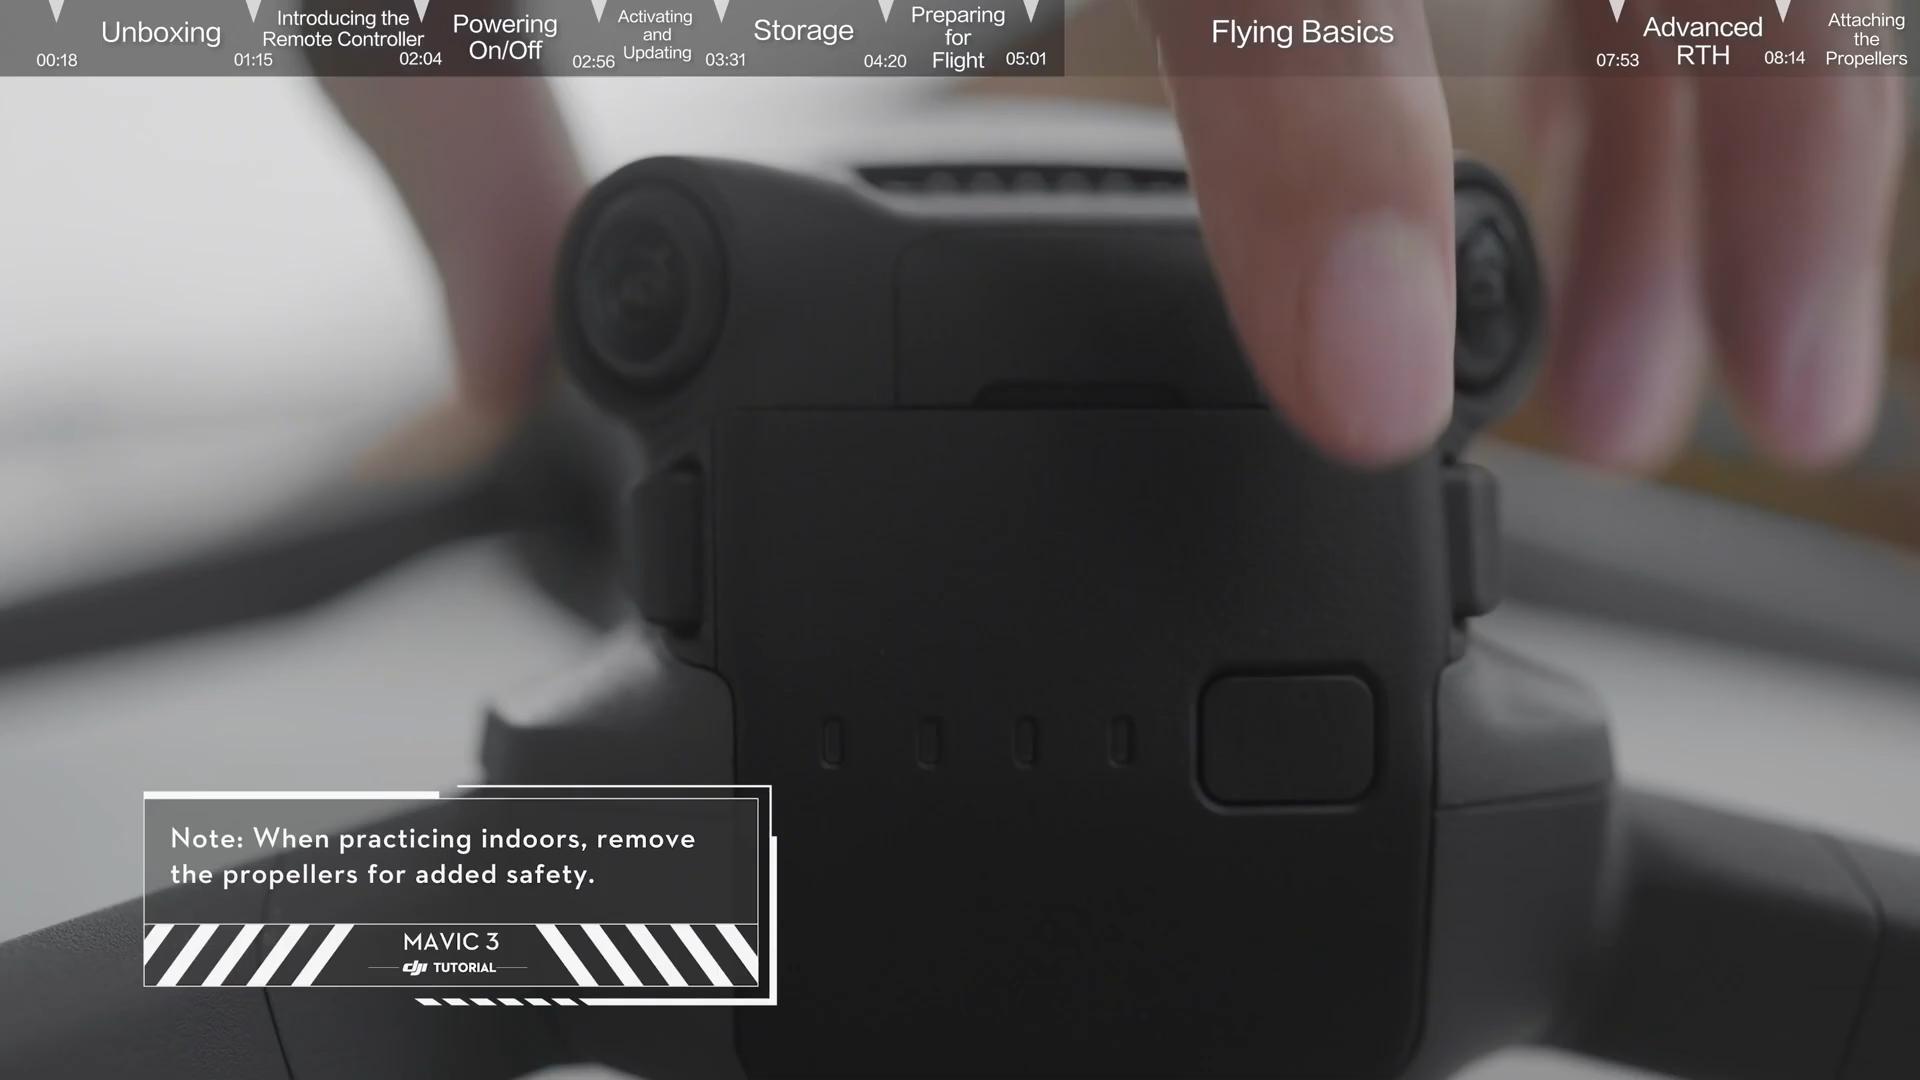 Unboxing
Introducing the
Remote Controller
Powering
On/Off
Activating
and
Updating
Storage
Preparing
for
Flight
Flying Basics
Advanced
RTH
Attaching
the
Propellers
00:18
01:15
02:04
02:56
03:31
04:20
05:01
07:53
08:14
Note: When practicing indoors, remove
the propellers for added safety.
MAVIC 3
dji TUTORIAL